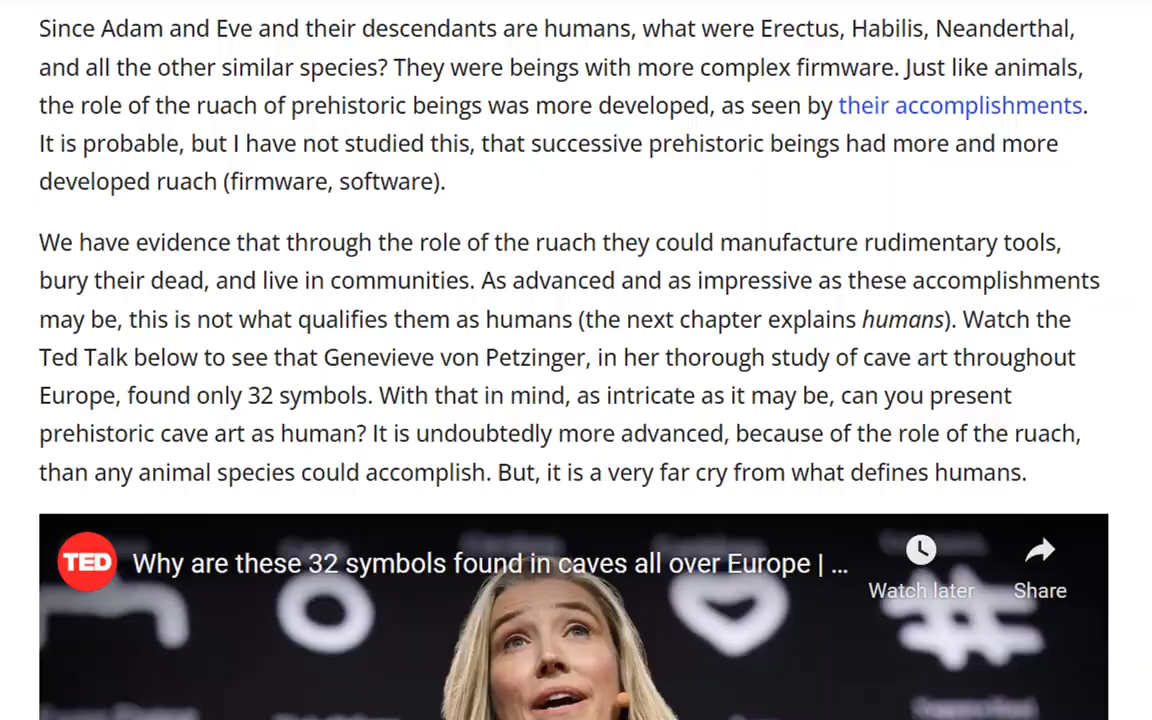 Since Adam and Eve and their descendants are humans, what were Erectus, Habilis, Neanderthal,
and all the other similar species? They were beings with more complex firmware. Just like animals,
the role of the ruach of prehistoric beings was more developed, as seen by their accomplishments.
It is probable, but I have not studied this, that successive prehistoric beings had more and more
developed ruach (firmware, software).
We have evidence that through the role of the ruach they could manufacture rudimentary tools,
bury their dead, and live in communities. As advanced and as impressive as these accomplishments
may be, this is not what qualifies them as humans (the next chapter explains humans). Watch the
Ted Talk below to see that Genevieve von Petzinger, in her thorough study of cave art throughout
Europe, found only 32 symbols. With that in mind, as intricate as it may be, can you present
prehistoric cave art as human? It is undoubtedly more advanced, because of the role of the ruach,
than any animal species could accomplish. But, it is a very far cry from what defines humans.
TED Why are these 32 symbols found in caves all over Europe | ...
Watch later Share